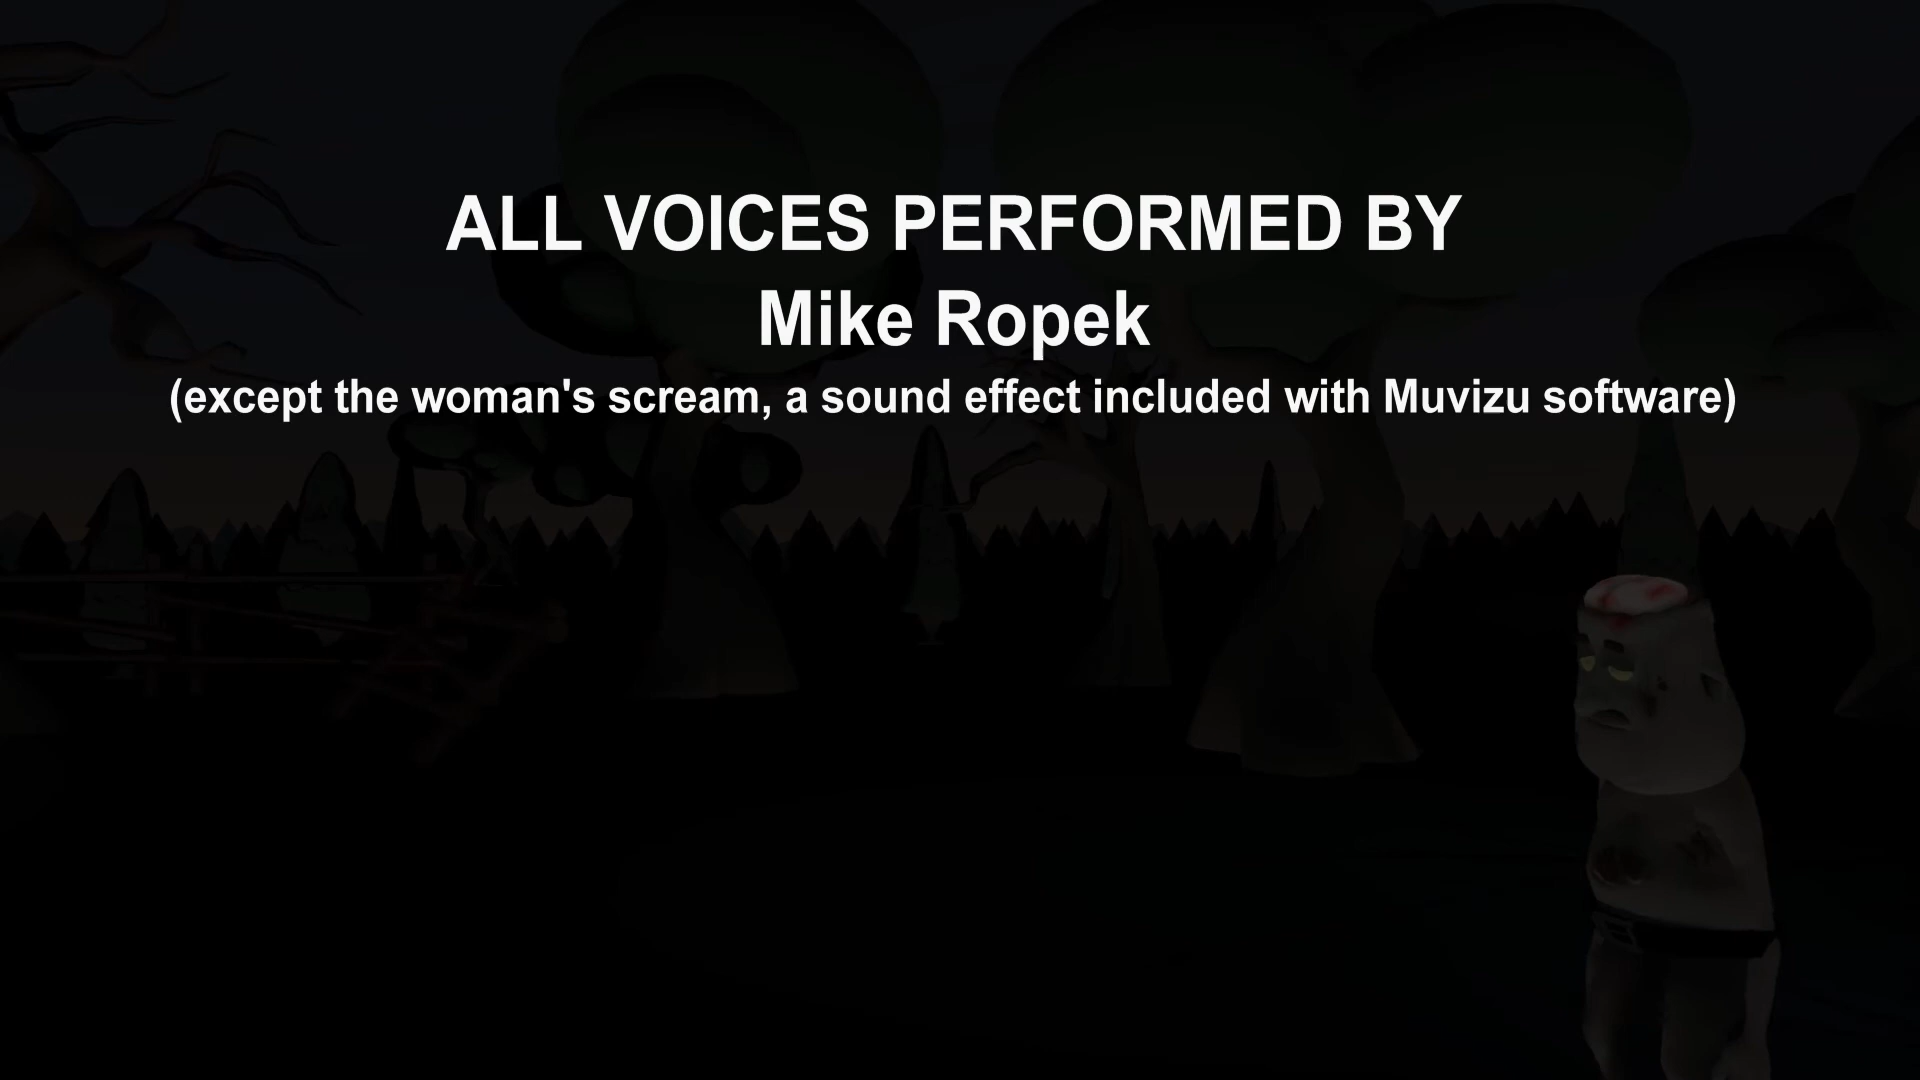 ALL VOICES PERFORMED BY
Mike Ropek
(except the woman's scream, a sound effect included with Muvizu software)